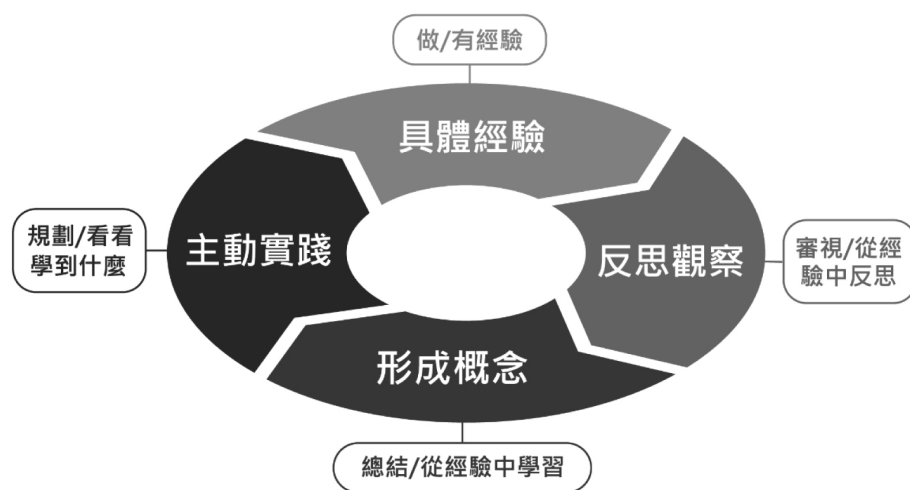 做/有經驗
具體經驗
規劃/看看
學到什麼
主動實踐
反思觀察
審視/從經
驗中反思
形成概念
總結/從經驗中學習